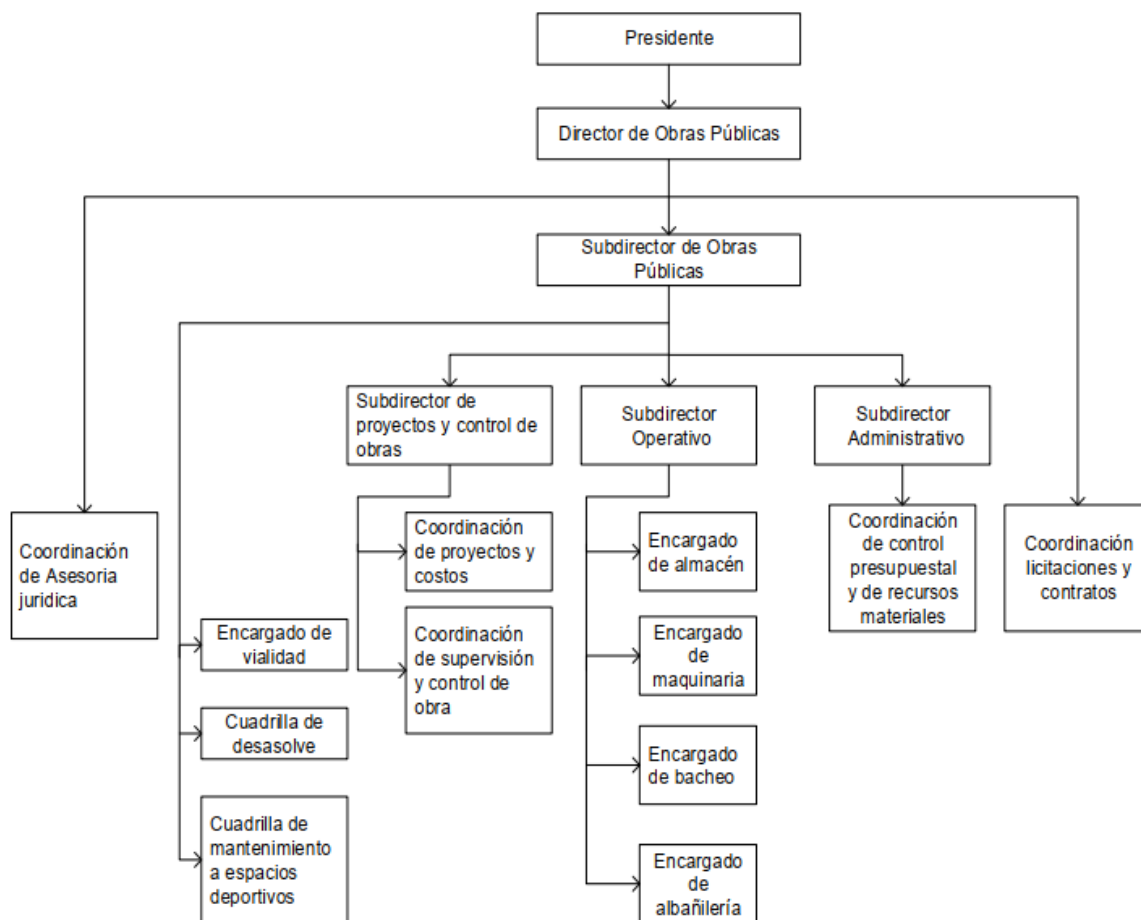 Presidente
Director de Obras Públicas
Subdirector de Obras
Públicas
Subdirector de
proyectos y control de
obras
Subdirector
Operativo
Subdirector
Administrativo
Coordinación
de Asesoria
juridica
Coordinación
de proyectos y
costos
Encargado
de almacén
Coordinación
de control
presupuestal
y de recursos
materiales
Coordinación
licitaciones y
contratos
Encargado de
vialidad
Coordinación
de supervisión
y control de
obra
Encargado
de
maquinaria
Cuadrilla de
desasolve
Encargado
de bacheo
Cuadrilla de
mantenimiento
a espacios
deportivos
Encargado
de
albañilería